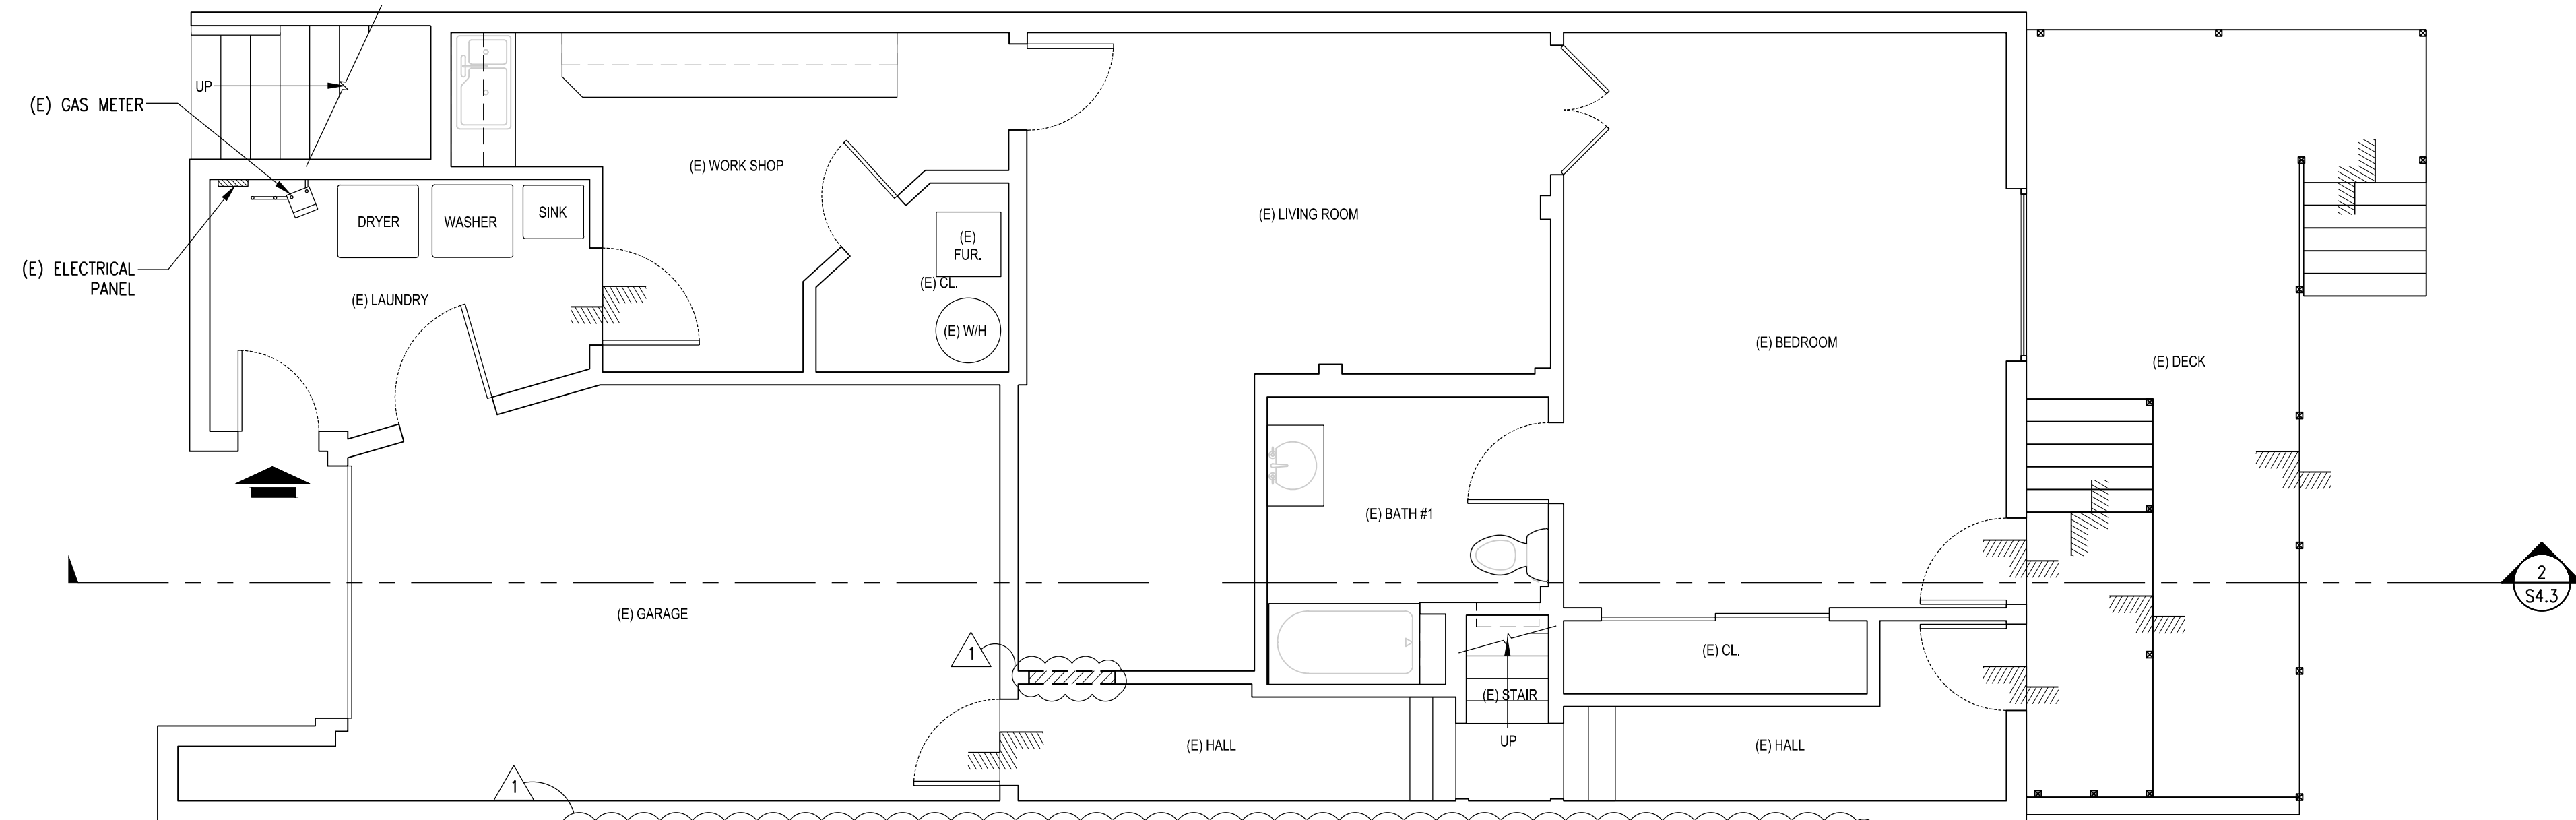 UP
(E) GAS METER
(E) ELECTRICAL
PANEL
DRYER
WASHER
SINK
(E) LAUNDRY
(E) WORK SHOP
(E)
FUR.
(E) CL.
(E) W/H
(E) LIVING ROOM
(E) BEDROOM
(E) DECK
(E) BATH #1
(E) GARAGE
2
S4.3
1
(E) CL.
(E) STAIR
UP
(E) HALL
(E) HALL
1